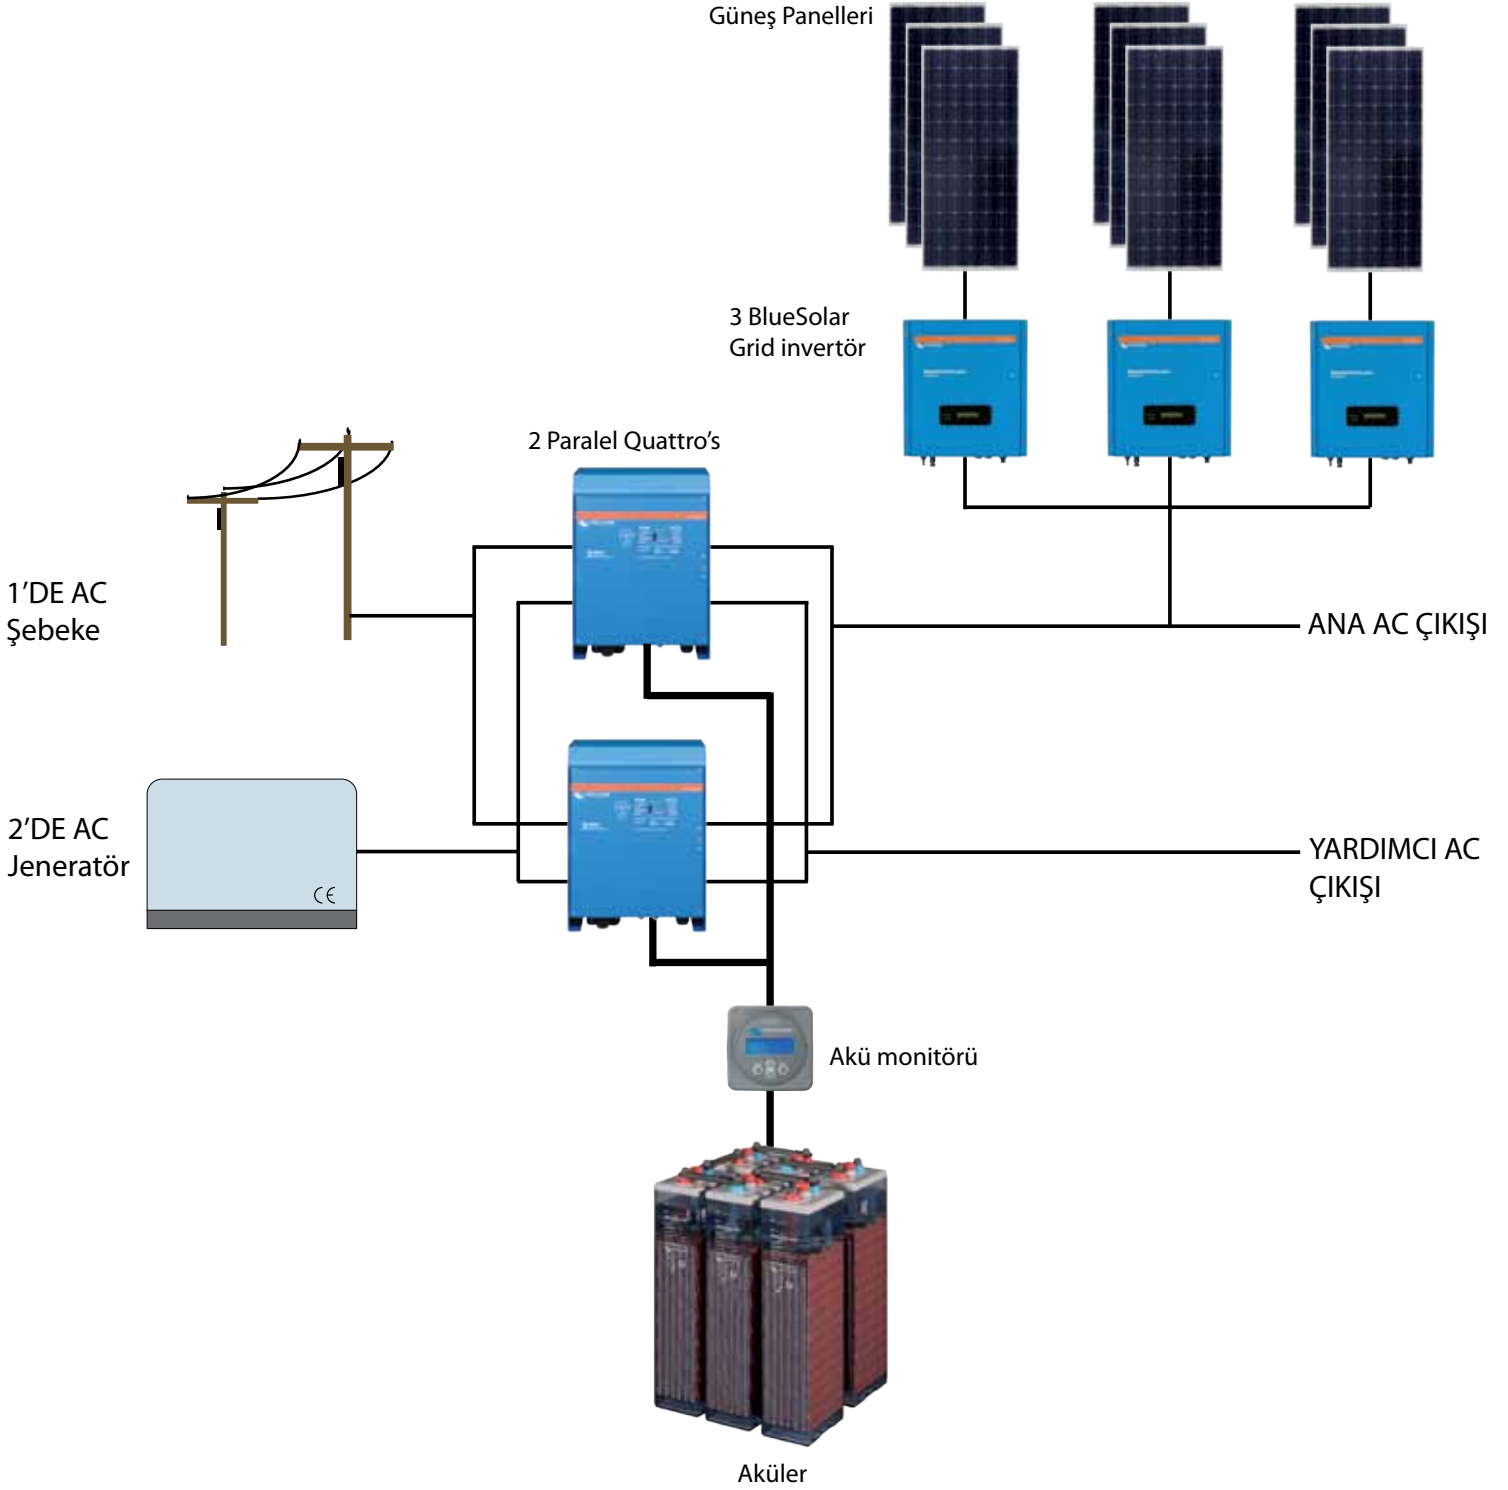 Güneş Panelleri
3 BlueSolar
Grid invertör
2 Paralel Quattro's
1'DE AC
Şebeke
ANA AC ÇIKIŞI
2'DE AC
Jeneratör
CE
YARDIMCI AC
ÇIKIŞI
Akü monitörü
Aküler